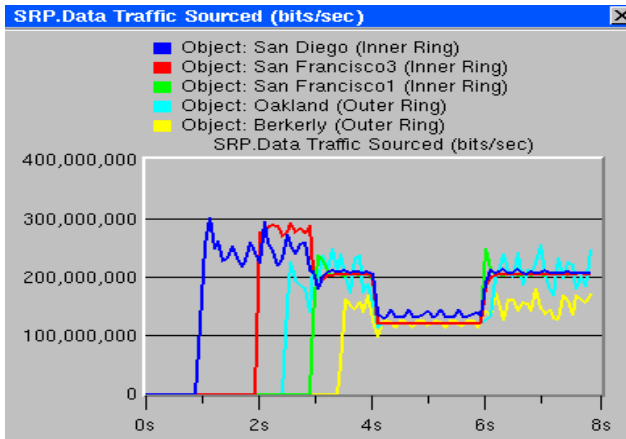 SRP.Data Traffic Sourced (bits/sec)
Object: San Diego (Inner Ring)
Object: San Francisco3 (Inner Ring)
Object: San Francisco1 (Inner Ring)
Object: Oakland (Outer Ring)
Object: Berkerly (Outer Ring)
SRP.Data Traffic Sourced (bits/sec)
400,000,000
300,000,000
200,000,000
100,000,000
0
0s 2s 4s 6s 8s